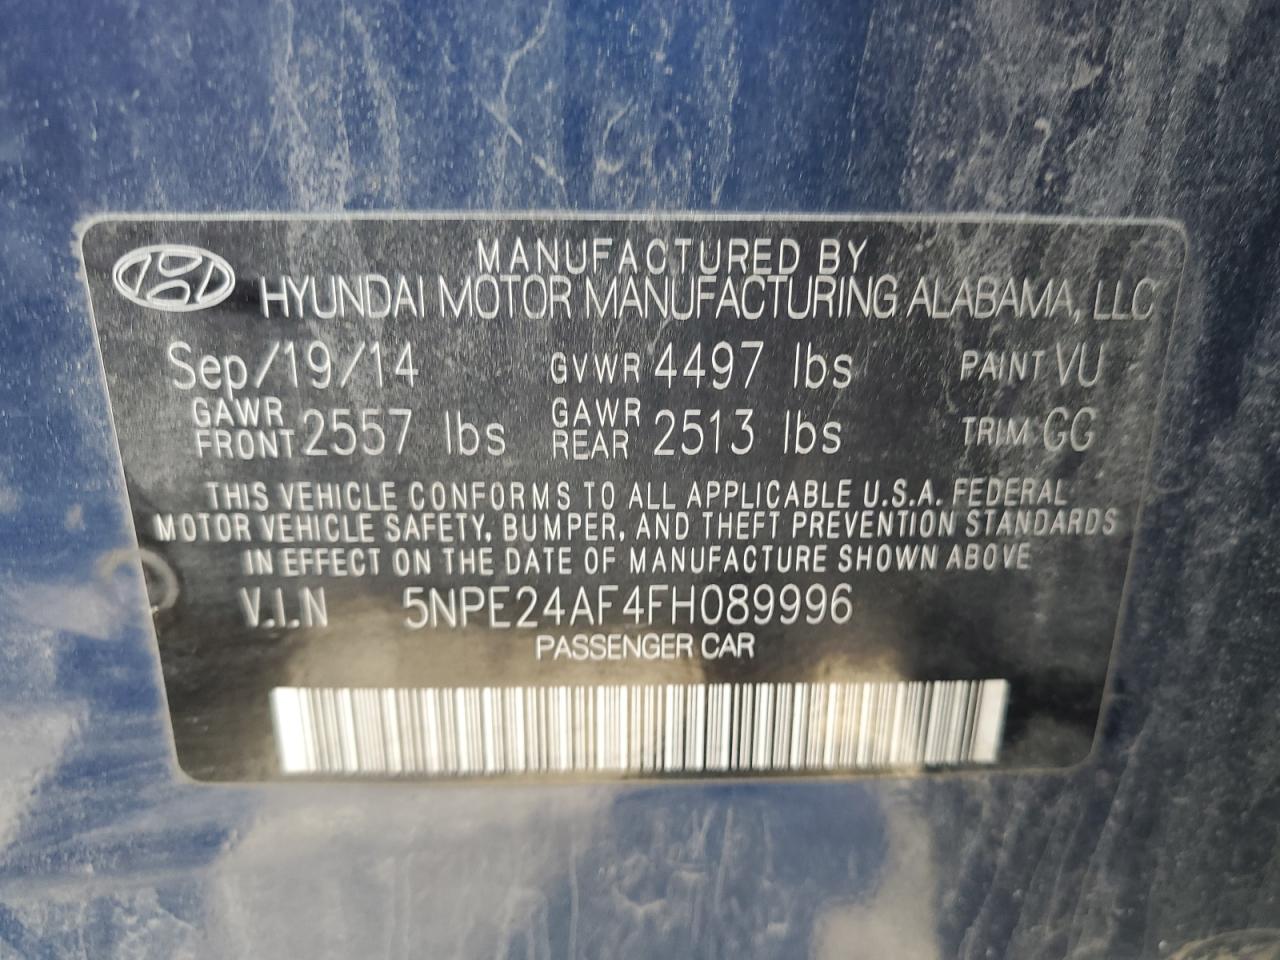 MANUFACTURED BY
HYUNDAI MOTOR MANUFACTURING ALABAMA, LLC
Sep/19/14 GVWR 4497 lbs PAINT VU
GAWR FRONT 2557 lbs GAWR REAR 2513 lbs TRIM GG
THIS VEHICLE CONFORMS TO ALL APPLICABLE U.S.A. FEDERAL
MOTOR VEHICLE SAFETY, BUMPER, AND THEFT PREVENTION STANDARDS
IN EFFECT ON THE DATE OF MANUFACTURE SHOWN ABOVE
V.I.N 5NPE24AF4FH089996
PASSENGER CAR